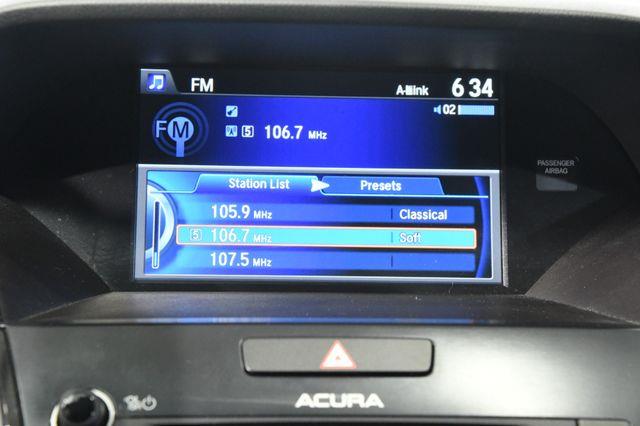 FM
A-link
6 34
02
FM
5 106.7 MHz
PASSENGER
AIRBAG
Station List
Presets
105.9 MHz Classical
5 106.7 MHz Soft
107.5 MHz
ACURA